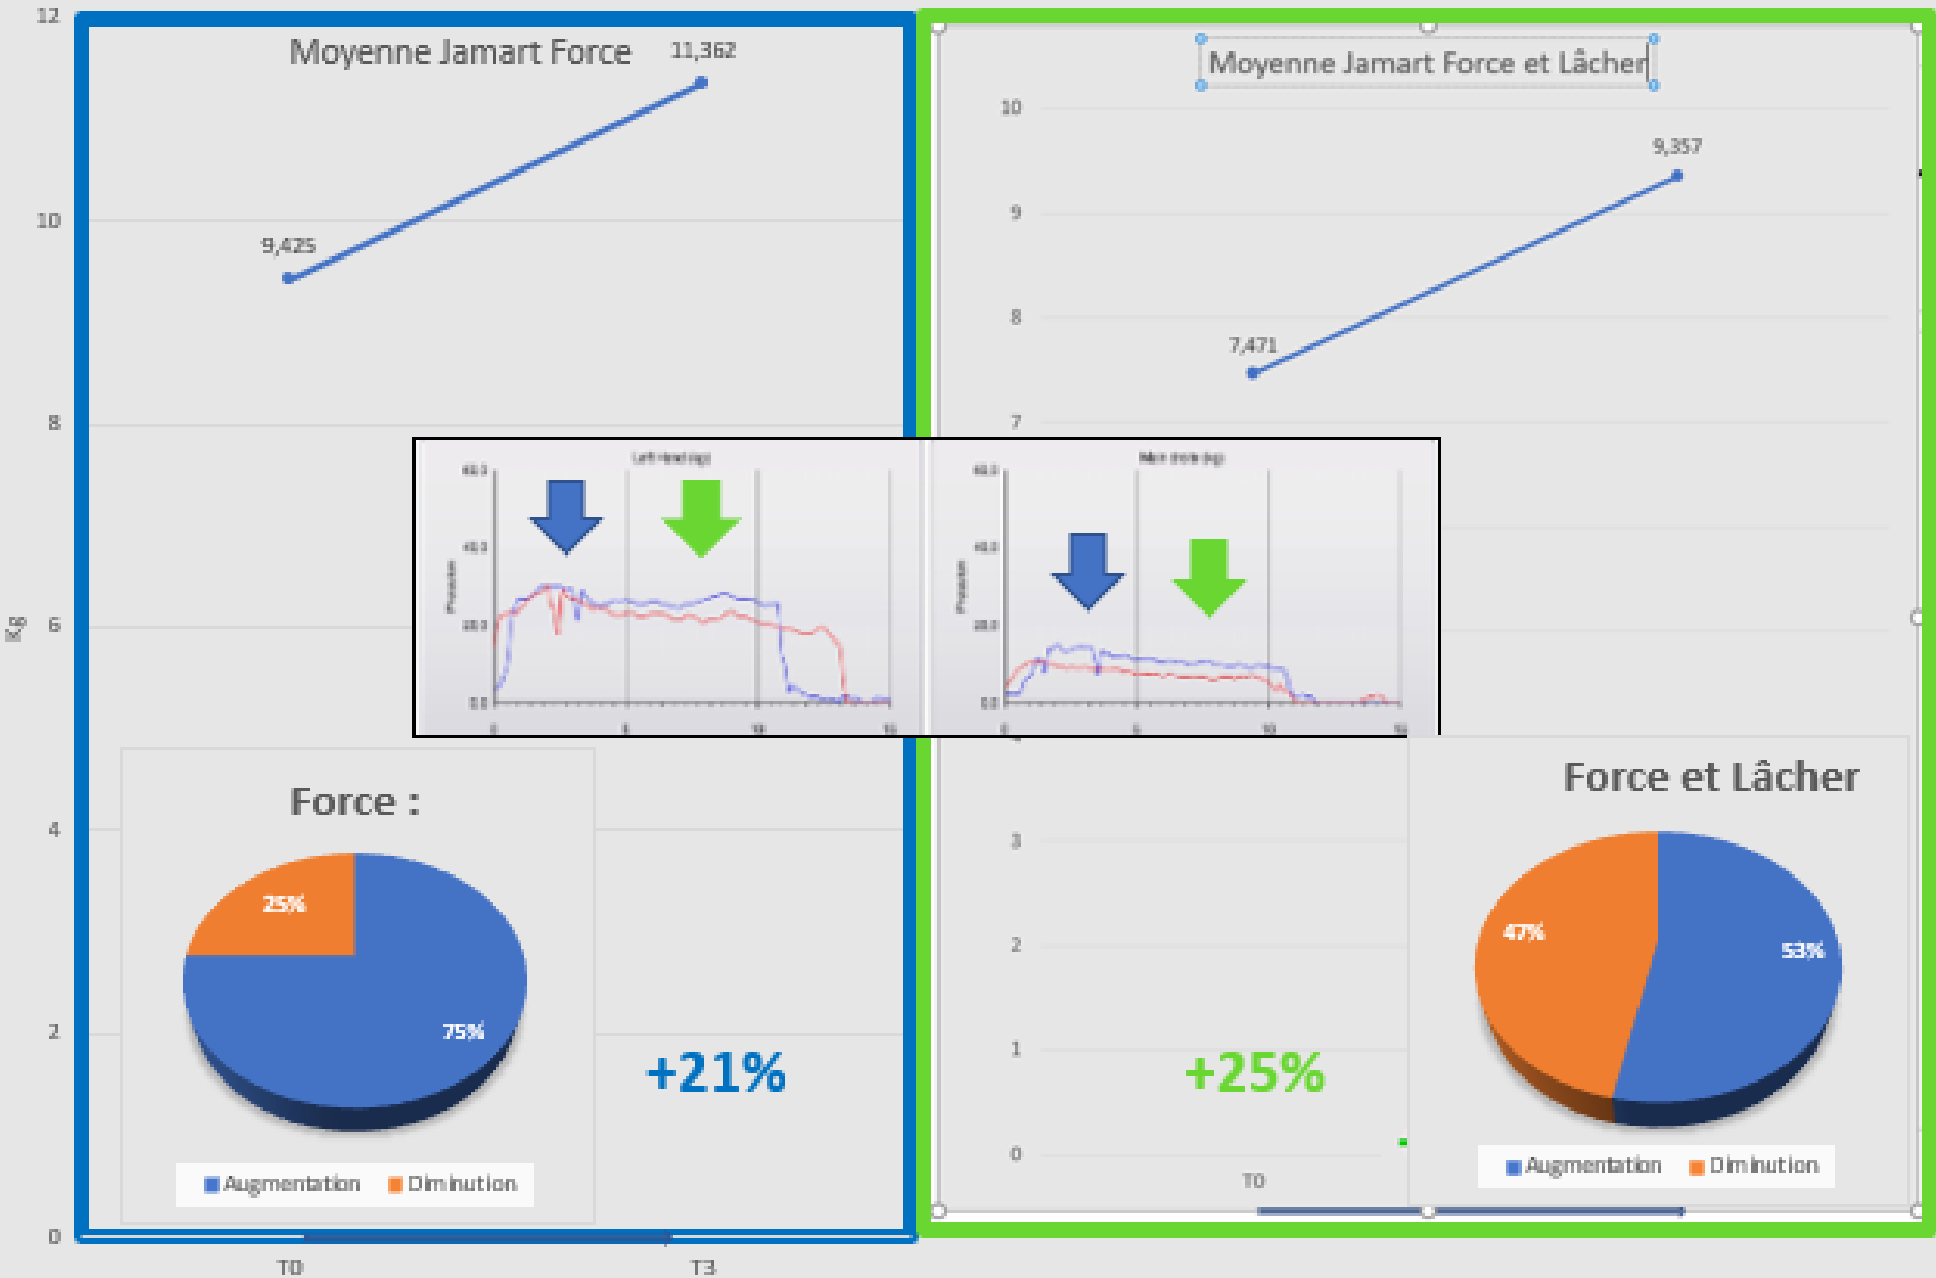 12
10
8
6
4
2
0
Kg
Moyenne Jamart Force
11,362
9,425
T0
T3
Force :
25%
75%
Augmentation
Diminution
+21%
Moyenne Jamart Force et Lâcher
10
9
8
7
3
2
1
0
9,357
7,471
T0
+25%
Force et Lâcher
47%
53%
Augmentation
Diminution